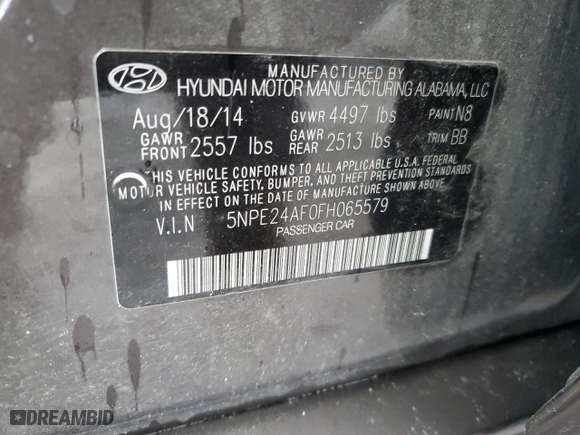 MANUFACTURED BY
HYUNDAI MOTOR MANUFACTURING ALABAMA, LLC
Aug/18/14 GVWR 4497 lbs PAINT N8
GAWR FRONT 2557 lbs GAWR REAR 2513 lbs TRIM BB
THIS VEHICLE CONFORMS TO ALL APPLICABLE U.S.A. FEDERAL
MOTOR VEHICLE SAFETY, BUMPER, AND THEFT PREVENTION STANDARDS
IN EFFECT ON THE DATE OF MANUFACTURE SHOWN ABOVE.
V.I.N 5NPE24AF0FH065579
PASSENGER CAR
DREAMBID